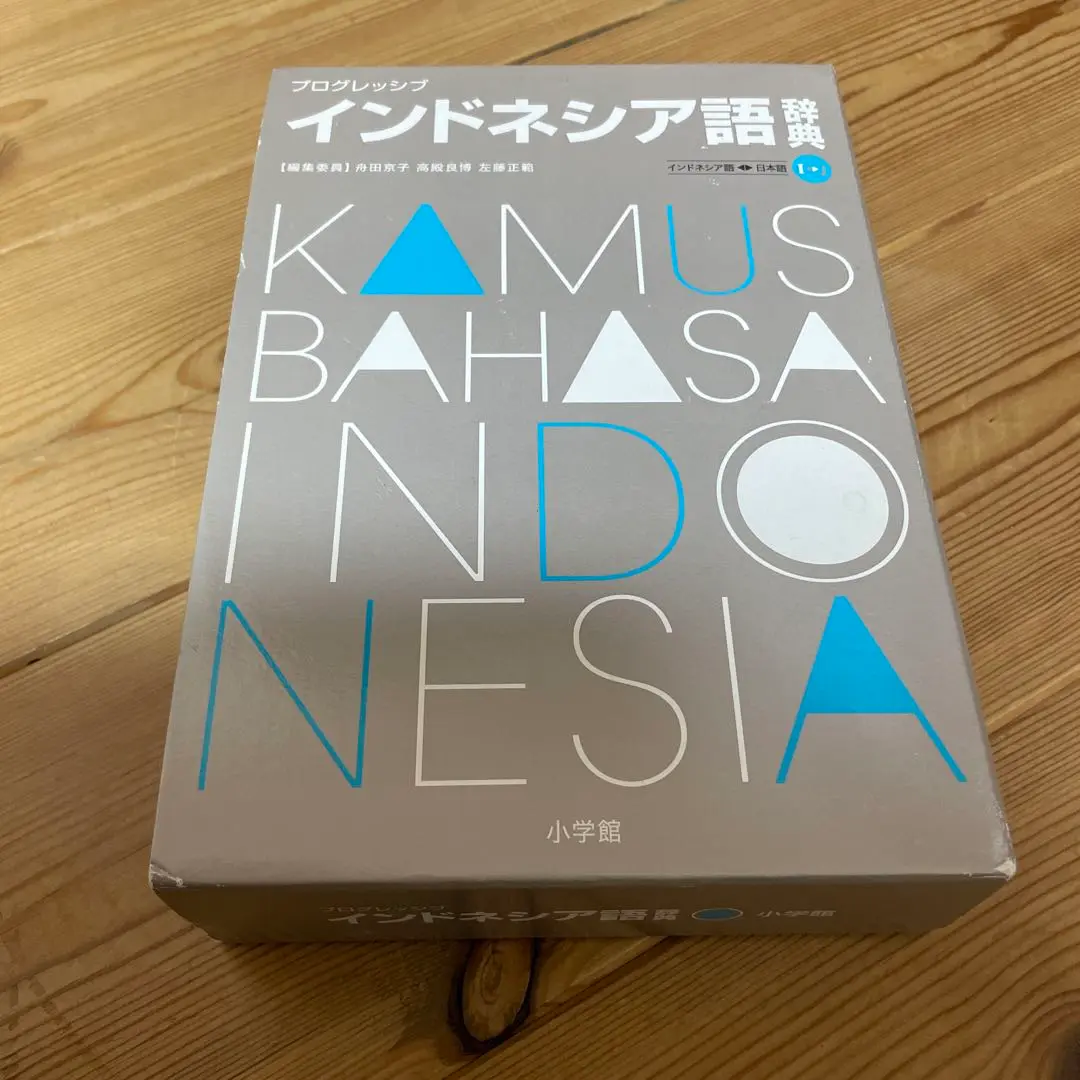 プログレッシブ
インドネシア語辞典
【編集委員】舟田京子 高殿良博 左藤正範
インドネシア語◀▶日本語
KAMUS
BAHASA
INDO
NESIA
小学館
プログレッシブ
インドネシア語辞典 小学館